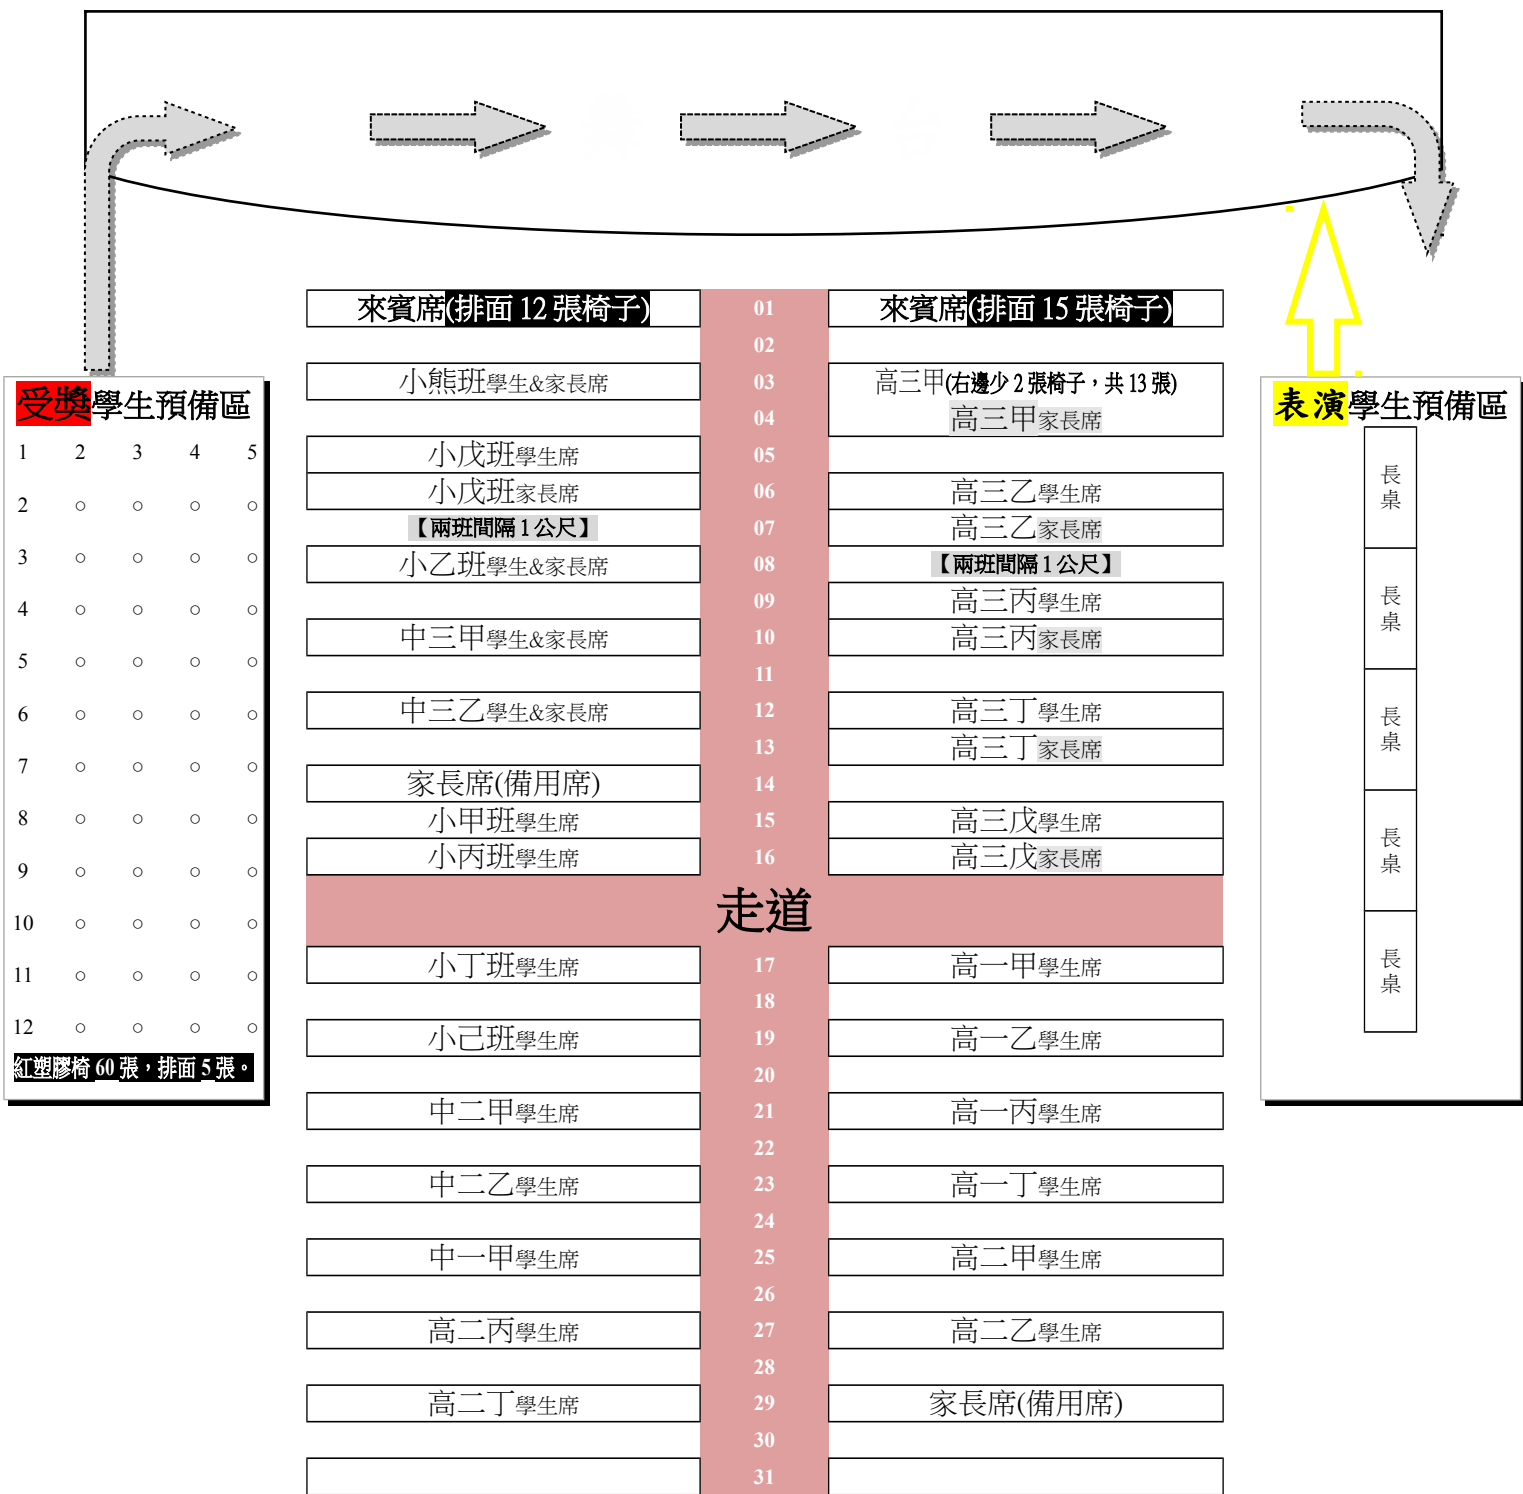 來賓席(排面 12 張椅子) 01 來賓席(排面 15 張椅子)
02
小熊班學生&家長席 03 高三甲(右邊少 2 張椅子，共 13 張)
04 高三甲家長席
小戊班學生席 05
小戊班家長席 06 高三乙學生席
【兩班間隔 1 公尺】 07 高三乙家長席
小乙班學生&家長席 08 【兩班間隔 1 公尺】
09 高三丙學生席
中三甲學生&家長席 10 高三丙家長席
11
中三乙學生&家長席 12 高三丁學生席
13 高三丁家長席
家長席(備用席) 14
小甲班學生席 15 高三戊學生席
小丙班學生席 16 高三戊家長席
走道
小丁班學生席 17 高一甲學生席
18
小己班學生席 19 高一乙學生席
20
中二甲學生席 21 高一丙學生席
22
中二乙學生席 23 高一丁學生席
24
中一甲學生席 25 高二甲學生席
26
高二丙學生席 27 高二乙學生席
28
高二丁學生席 29 家長席(備用席)
30
31
受獎學生預備區
1 2 3 4 5
2 ○ ○ ○ ○
3 ○ ○ ○ ○
4 ○ ○ ○ ○
5 ○ ○ ○ ○
6 ○ ○ ○ ○
7 ○ ○ ○ ○
8 ○ ○ ○ ○
9 ○ ○ ○ ○
10 ○ ○ ○ ○
11 ○ ○ ○ ○
12 ○ ○ ○ ○
紅塑膠椅 60 張，排面 5 張。
表演學生預備區
長桌
長桌
長桌
長桌
長桌